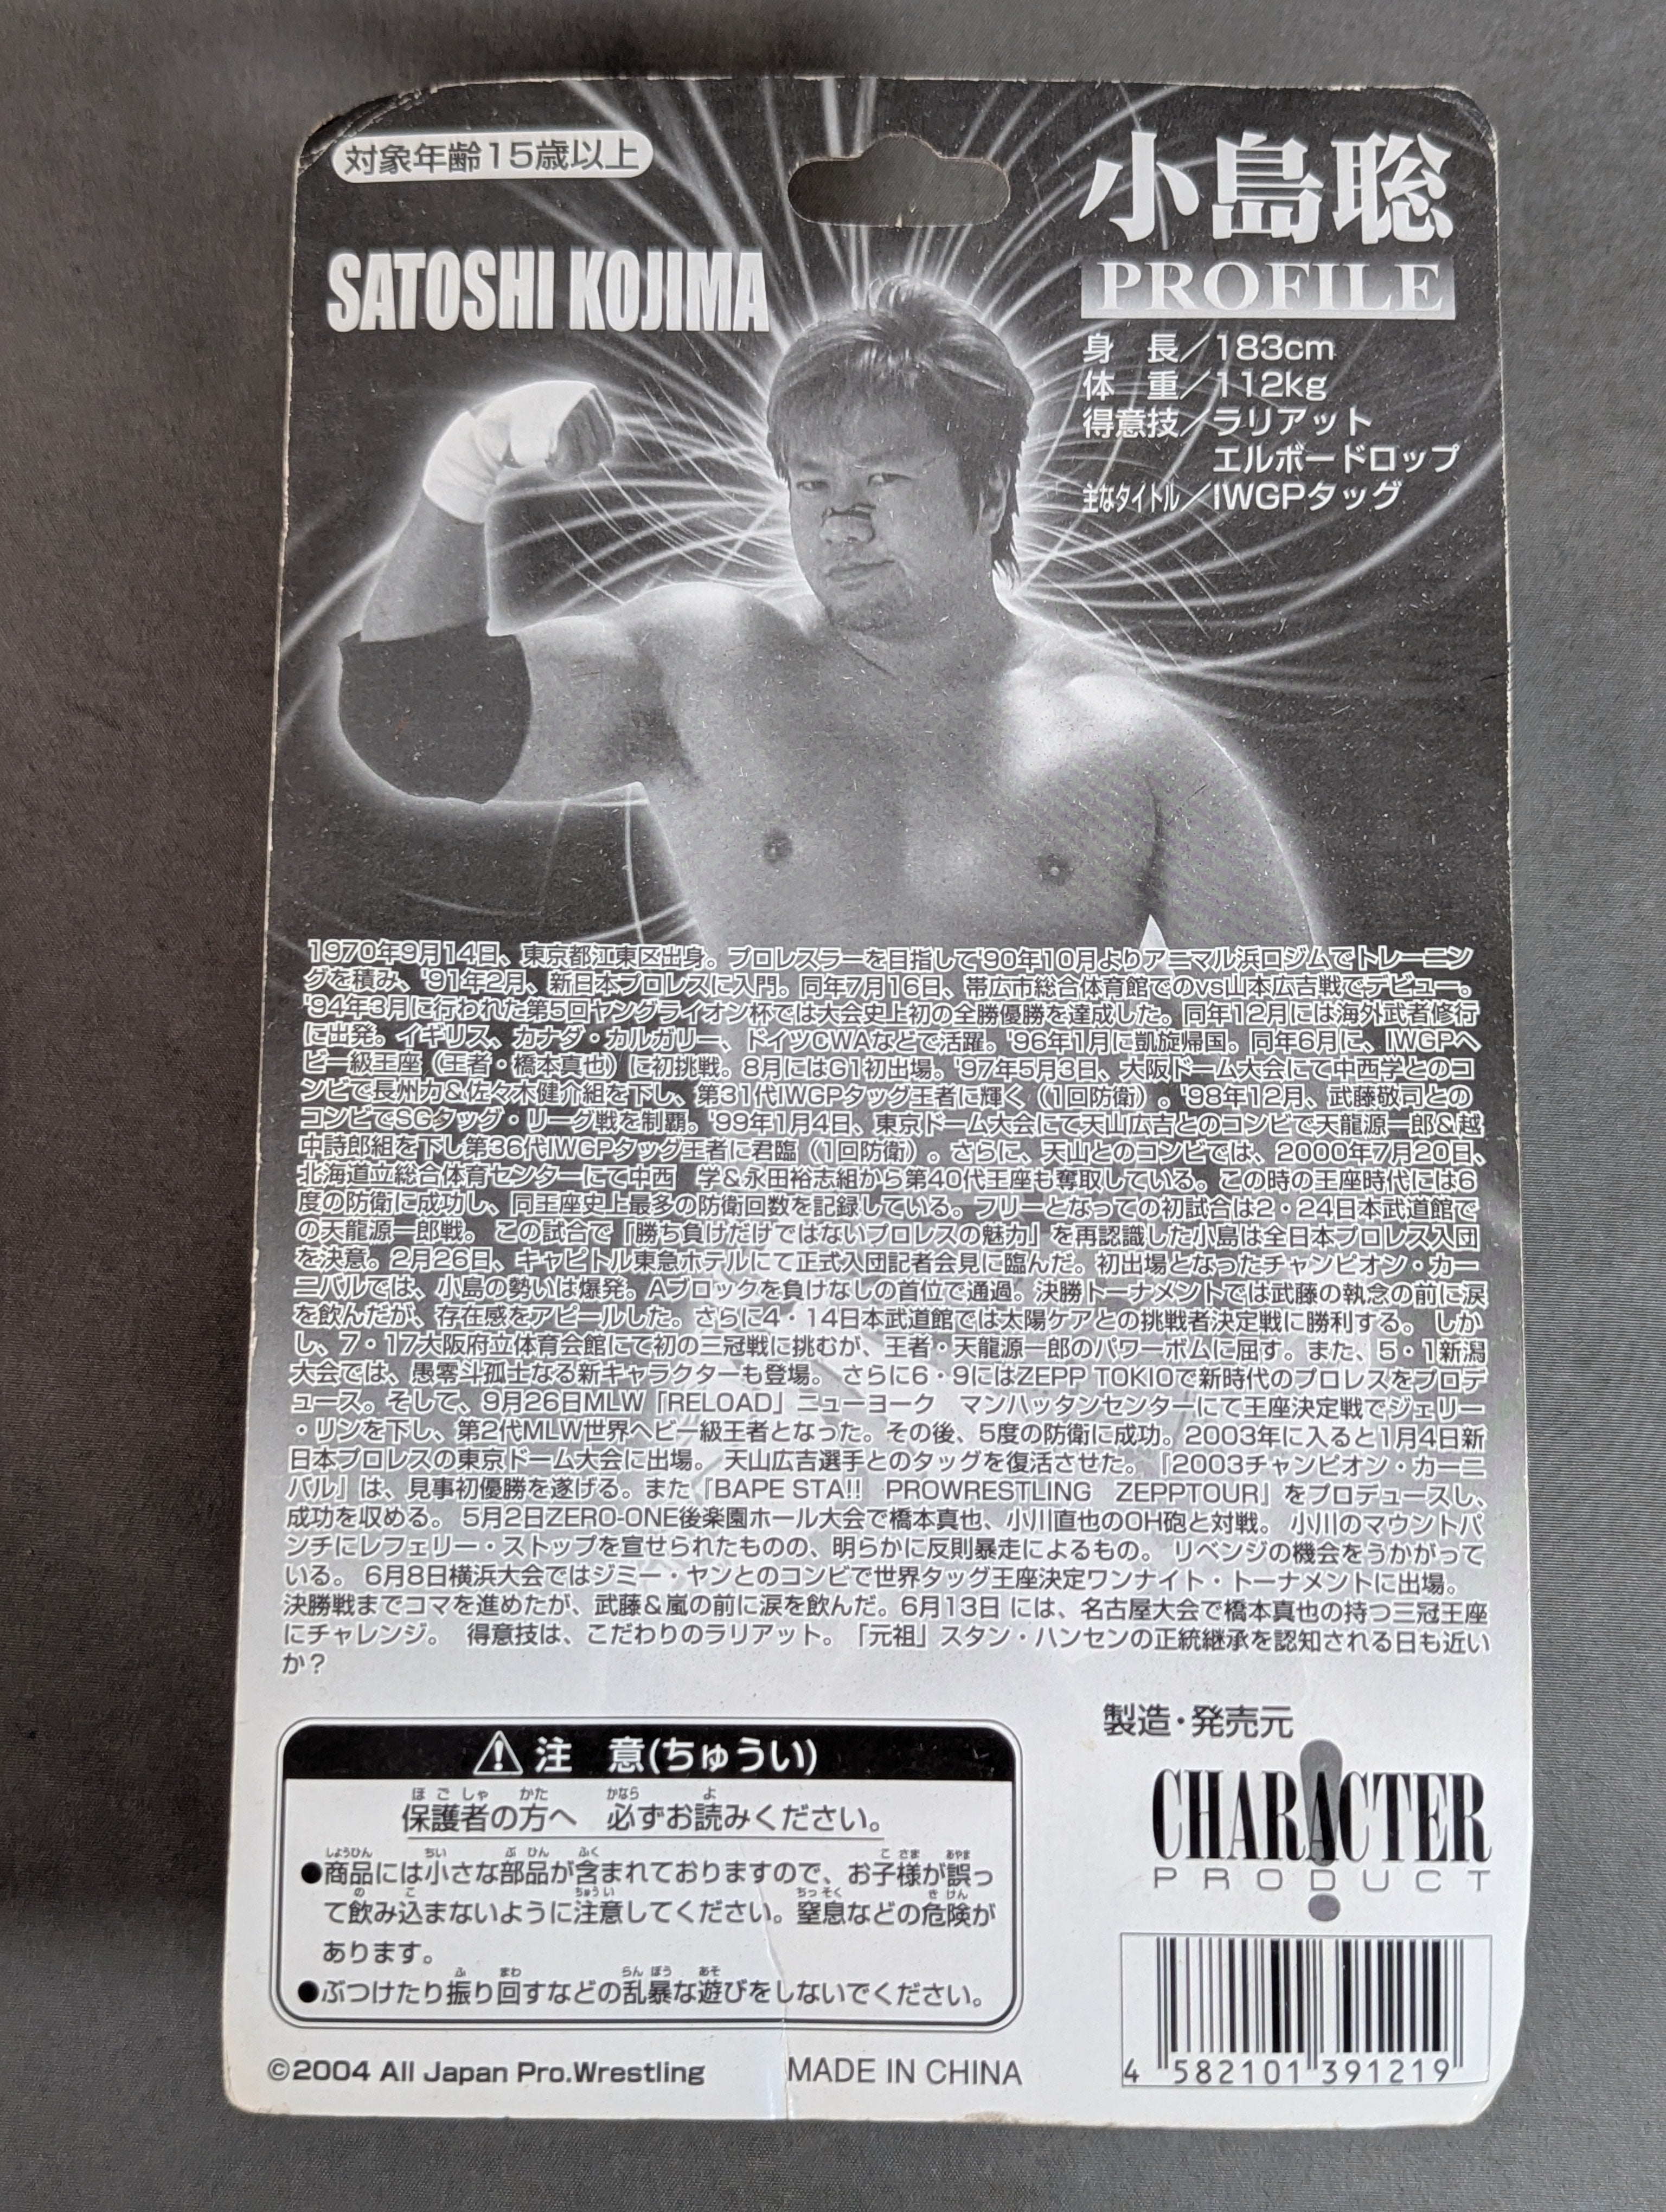 対象年齢15歳以上
小島聡
SATOSHI KOJIMA
PROFILE
身　長／183cm
体　重／112kg
得意技／ラリアット
エルボードロップ
主なタイトル／IWGPタッグ
1970年9月14日、東京都江東区出身。プロレスラーを目指して'90年10月よりアニマル浜口ジムでトレーニン
グを積み、'91年2月、新日本プロレスに入門。同年7月16日、帯広市総合体育館でのvs山本広吉戦でデビュー。
'94年3月に行われた第5回ヤングライオン杯では大会史上初の全勝優勝を達成した。同年12月には海外武者修行
に出発。イギリス、カナダ・カルガリー、ドイツCWAなどで活躍。'96年1月に凱旋帰国。同年6月に、IWGPヘ
ビー級王座（王者・橋本真也）に初挑戦。8月にはG1初出場。'97年5月3日、大阪ドーム大会にて中西学とのコ
ンビで長州力＆佐々木健介組を下し、第31代IWGPタッグ王者に輝く（1回防衛）。'98年12月、武藤敬司との
コンビでSGタッグ・リーグ戦を制覇。'99年1月4日、東京ドーム大会にて天山広吉とのコンビで天龍源一郎＆越
中詩郎組を下し第36代IWGPタッグ王者に君臨（1回防衛）。さらに、天山とのコンビでは、2000年7月20日、
北海道立総合体育センターにて中西　学＆永田裕志組から第40代王座も奪取している。この時の王座時代には6
度の防衛に成功し、同王座史上最多の防衛回数を記録している。フリーとなっての初試合は2・24日本武道館で
の天龍源一郎戦。この試合で「勝ち負けだけではないプロレスの魅力」を再認識した小島は全日本プロレス入団
を決意。2月26日、キャピトル東急ホテルにて正式入団記者会見に臨んだ。初出場となったチャンピオン・カー
ニバルでは、小島の勢いは爆発。Aブロックを負けなしの首位で通過。決勝トーナメントでは武藤の執念の前に涙
を飲んだが、存在感をアピールした。さらに4・14日本武道館では太陽ケアとの挑戦者決定戦に勝利する。しか
し、7・17大阪府立体育会館にて初の三冠戦に挑むが、王者・天龍源一郎のパワーボムに屈す。また、5・1新潟
大会では、愚零斗孤士なる新キャラクターも登場。さらに6・9にはZEPP TOKIOで新時代のプロレスをプロデ
ュース。そして、9月26日MLW「RELOAD」ニューヨーク　マンハッタンセンターにて王座決定戦でジェリー
・リンを下し、第2代MLW世界ヘビー級王者となった。その後、5度の防衛に成功。2003年に入ると1月4日新
日本プロレスの東京ドーム大会に出場。天山広吉選手とのタッグを復活させた。『2003チャンピオン・カーニ
バル』は、見事初優勝を遂げる。また『BAPE STA!!　PROWRESTLING　ZEPPTOUR』をプロデュースし、
成功を収める。5月2日ZERO-ONE後楽園ホール大会で橋本真也、小川直也のOH砲と対戦。小川のマウントパ
ンチにレフェリー・ストップを宣せられたものの、明らかに反則暴走によるもの。リベンジの機会をうかがって
いる。6月8日横浜大会ではジミー・ヤンとのコンビで世界タッグ王座決定ワンナイト・トーナメントに出場。
決勝戦までコマを進めたが、武藤＆嵐の前に涙を飲んだ。6月13日 には、名古屋大会で橋本真也の持つ三冠王座
にチャレンジ。　得意技は、こだわりのラリアット。「元祖」スタン・ハンセンの正統継承を認知される日も近い
か？
製造・発売元
CHARACTER
PRODUCT
⚠注　意(ちゅうい)
ほごしゃ　かた　かなら　よ
保護者の方へ　必ずお読みください。
しょうひん　ちい　ぶひん　ふく　こさま　あやま
●商品には小さな部品が含まれておりますので、お子様が誤っ
の　こ　ちゅうい　ちっそく　きけん
て飲み込まないように注意してください。窒息などの危険が
あります。
ふ　まわ　らんぼう　あそ
●ぶつけたり振り回すなどの乱暴な遊びをしないでください。
©2004 All Japan Pro.Wrestling
MADE IN CHINA
4 582101 391219